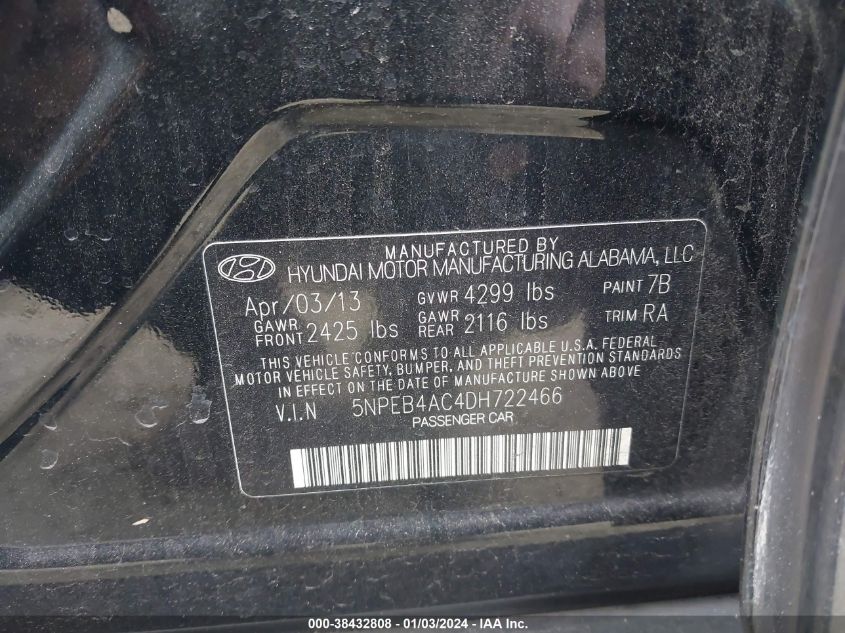 MANUFACTURED BY
HYUNDAI MOTOR MANUFACTURING ALABAMA, LLC
Apr/03/13 GVWR 4299 lbs PAINT 7B
GAWR FRONT 2425 lbs GAWR REAR 2116 lbs TRIM RA
THIS VEHICLE CONFORMS TO ALL APPLICABLE U.S.A. FEDERAL
MOTOR VEHICLE SAFETY, BUMPER, AND THEFT PREVENTION STANDARDS
IN EFFECT ON THE DATE OF MANUFACTURE SHOWN ABOVE
V.I.N 5NPEB4AC4DH722466
PASSENGER CAR
000-38432808 - 01/03/2024 - © IAA, Inc.